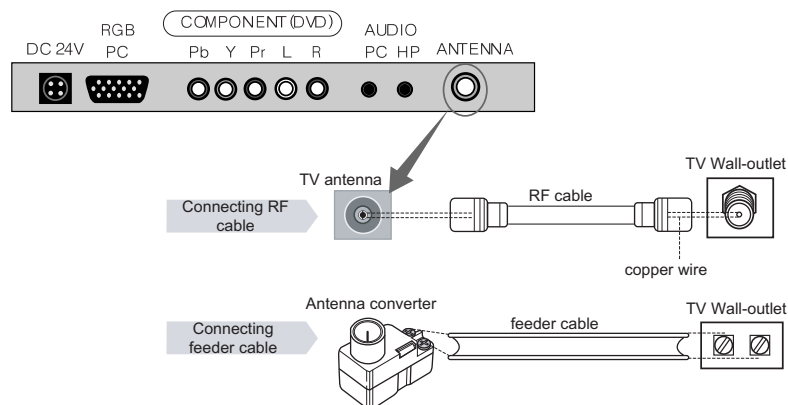 COMPONENT(DVD)
RGB
AUDIO
DC 24V
PC
Pb Y Pr L R
PC HP
ANTENNA
TV antenna
TV Wall-outlet
Connecting RF
cable
RF cable
copper wire
Antenna converter
TV Wall-outlet
Connecting
feeder cable
feeder cable